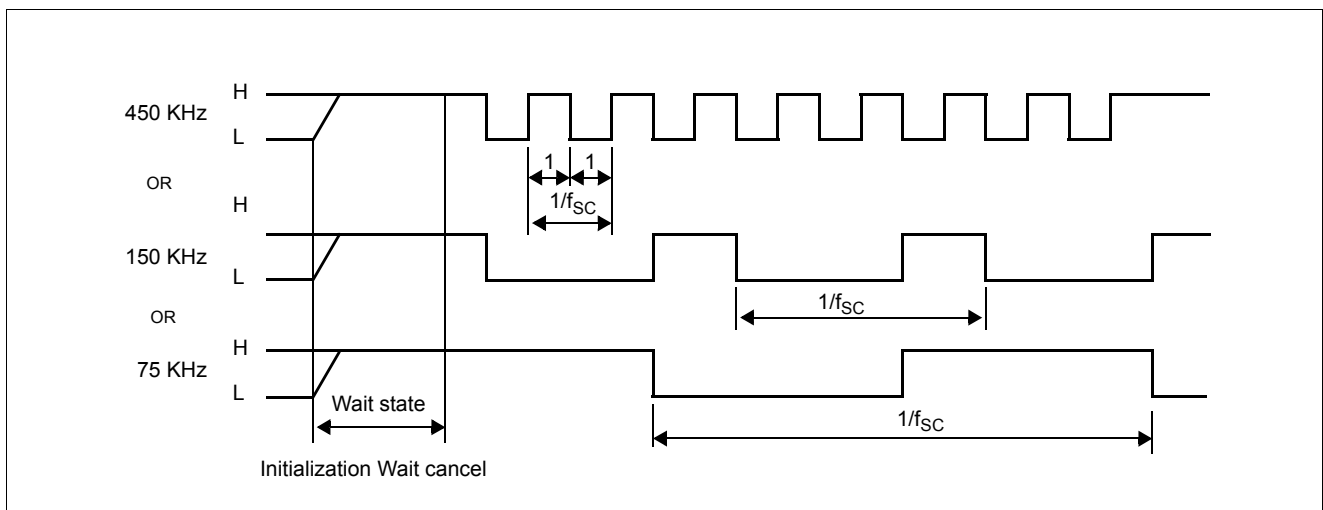 H
450 KHz
L
1 1
1/fSC
OR
H
150 KHz
L
1/fSC
OR
H
75 KHz
L
Wait state
1/fSC
Initialization Wait cancel